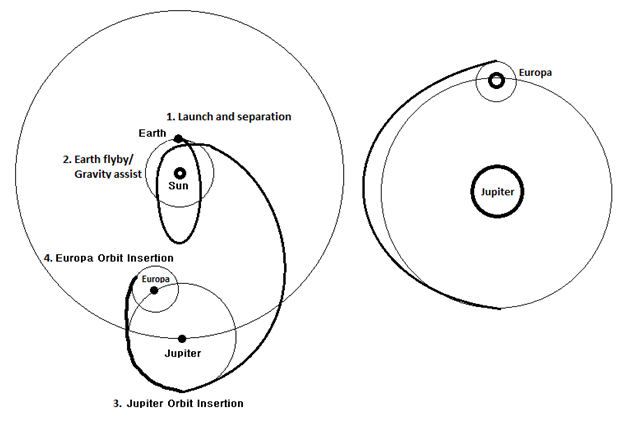 1. Launch and separation
Earth
2. Earth flyby/
Gravity assist
Sun
4. Europa Orbit Insertion
Europa
Jupiter
3. Jupiter Orbit Insertion
Europa
Jupiter